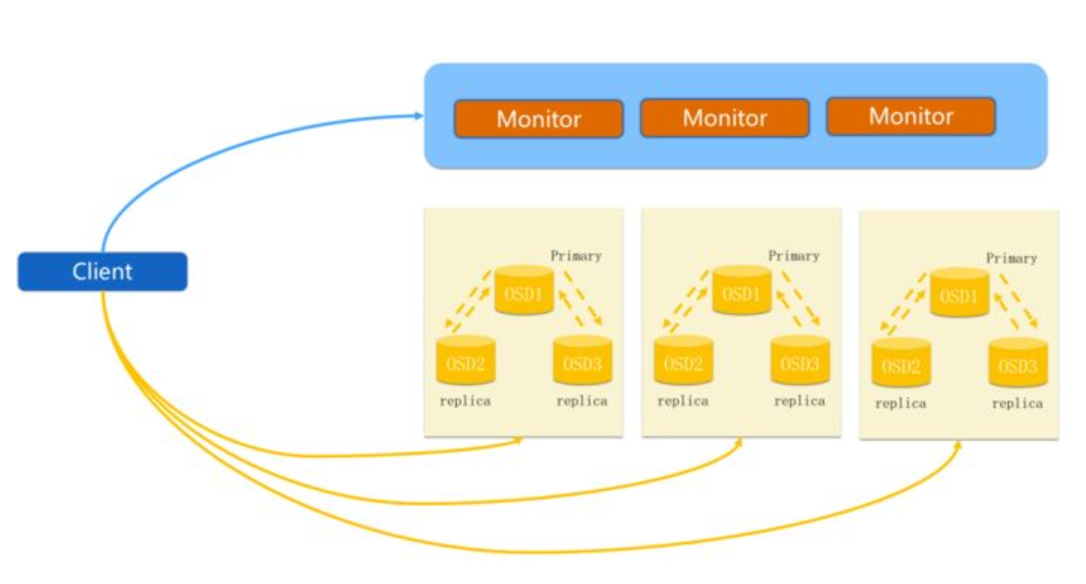 Monitor Monitor Monitor
Client
Primary Primary Primary
OSD1 OSD1 OSD1
OSD2 OSD3 OSD2 OSD3 OSD2 OSD3
replica replica replica replica replica replica